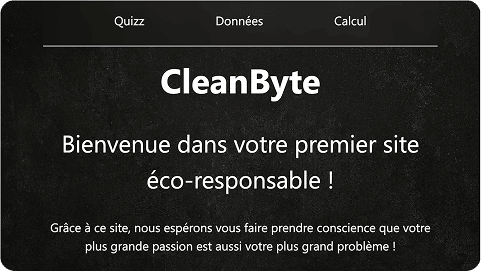 Quizz Données Calcul
CleanByte
Bienvenue dans votre premier site
éco-responsable !
Grâce à ce site, nous espérons vous faire prendre conscience que votre
plus grande passion est aussi votre plus grand problème !